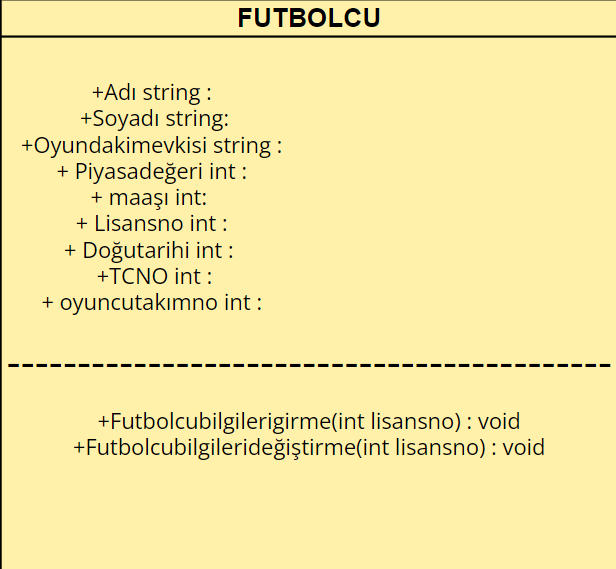 FUTBOLCU
+Adı string :
+Soyadı string:
+Oyundakimevkisi string :
+ Piyasadeğeri int :
+ maaşı int:
+ Lisansno int :
+ Doğutarihi int :
+TCNO int :
+ oyuncutakımno int :
+Futbolcubilgilerigirme(int lisansno) : void
+Futbolcubilgilerideğiştirme(int lisansno) : void